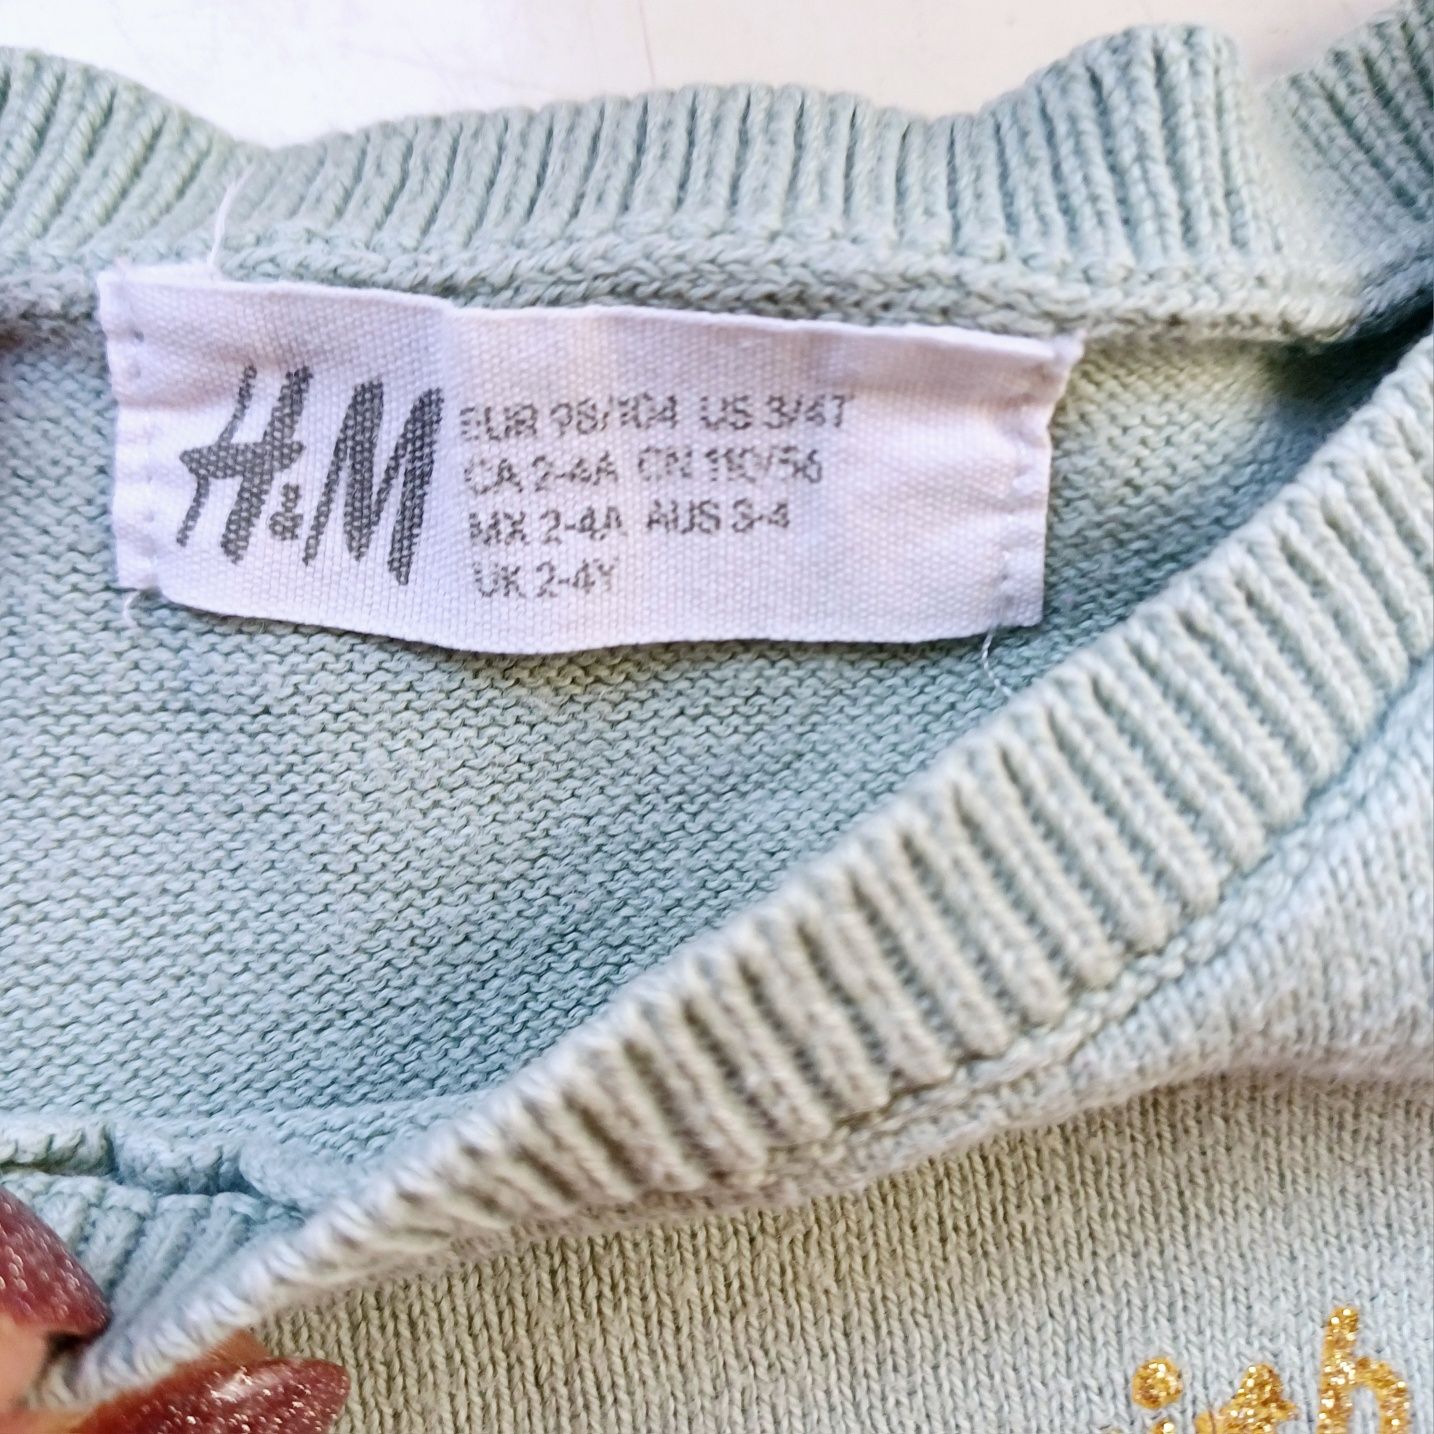 H&M
EUR 98/104 US 3/4T
CA 2-4A CN 110/56
MX 2-4A AUS 3-4
UK 2-4Y
ith